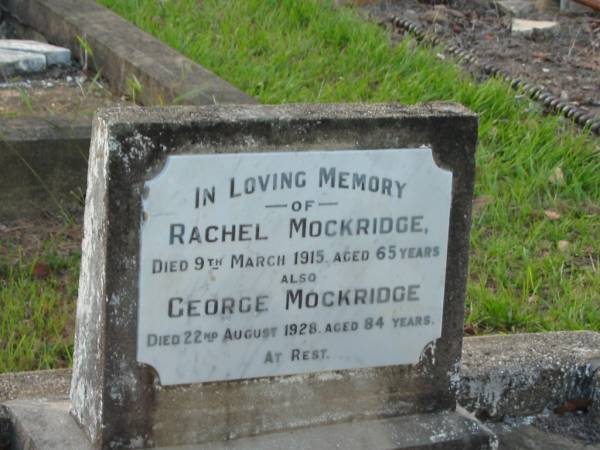 IN LOVING MEMORY
— OF —
RACHEL MOCKRIDGE,
DIED 9TH MARCH 1915, AGED 65 YEARS
ALSO
GEORGE MOCKRIDGE
DIED 22ND AUGUST 1928, AGED 84 YEARS.
AT REST.